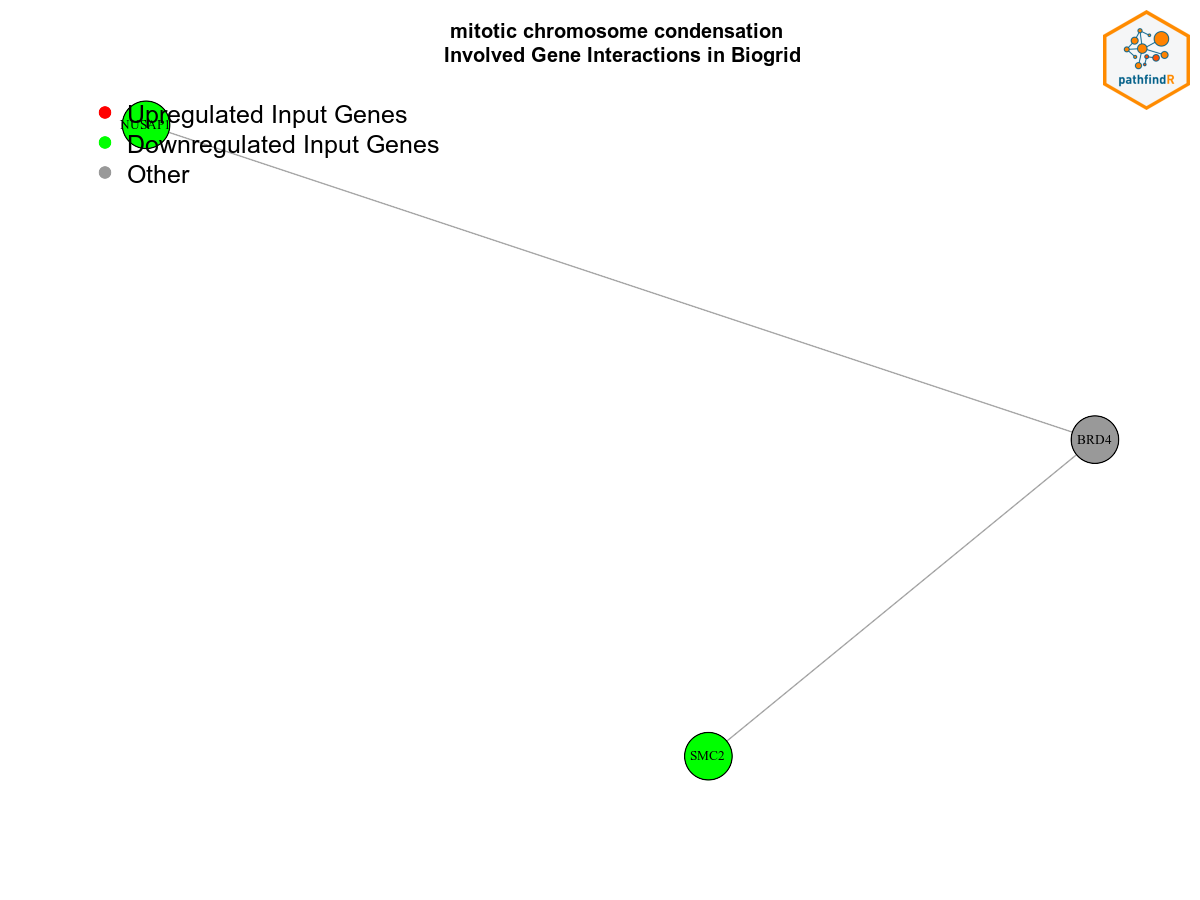 mitotic chromosome condensation
Involved Gene Interactions in Biogrid
pathfindR
Upregulated Input Genes
NUSAP1
Downregulated Input Genes
Other
BRD4
SMC2